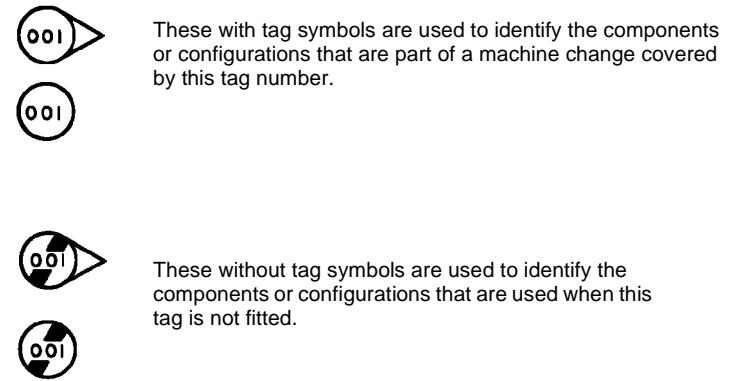 001
These with tag symbols are used to identify the components
or configurations that are part of a machine change covered
by this tag number.
001
001
These without tag symbols are used to identify the
components or configurations that are used when this
tag is not fitted.
001